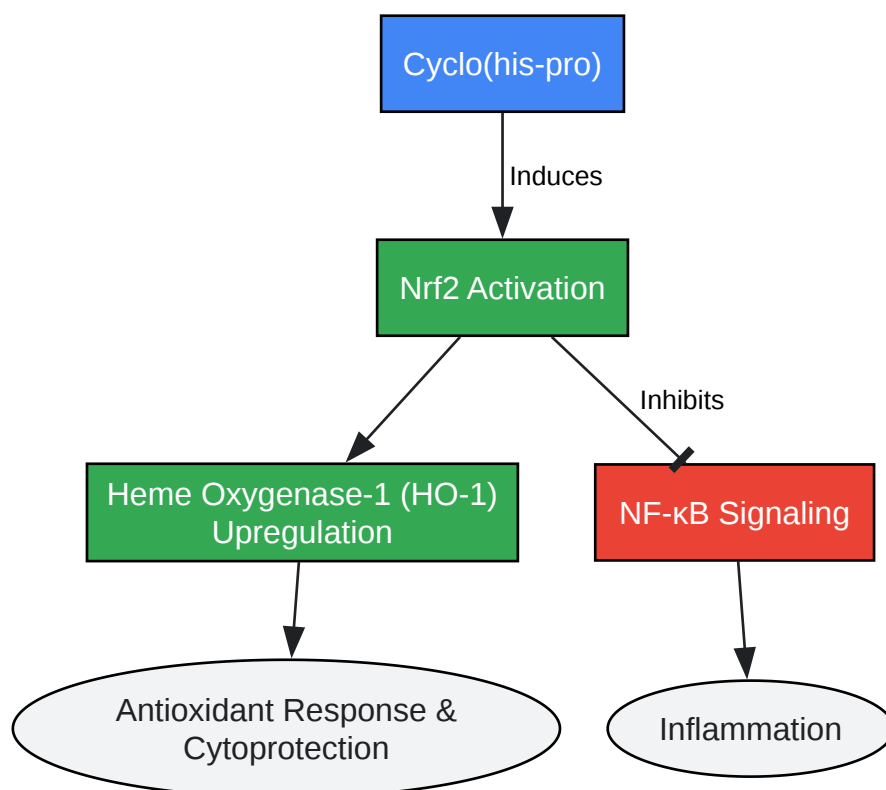 Cyclo(his-pro)
Induces
Nrf2 Activation
Inhibits
Heme Oxygenase-1 (HO-1)
Upregulation
NF-κB Signaling
Antioxidant Response &
Cytoprotection
Inflammation